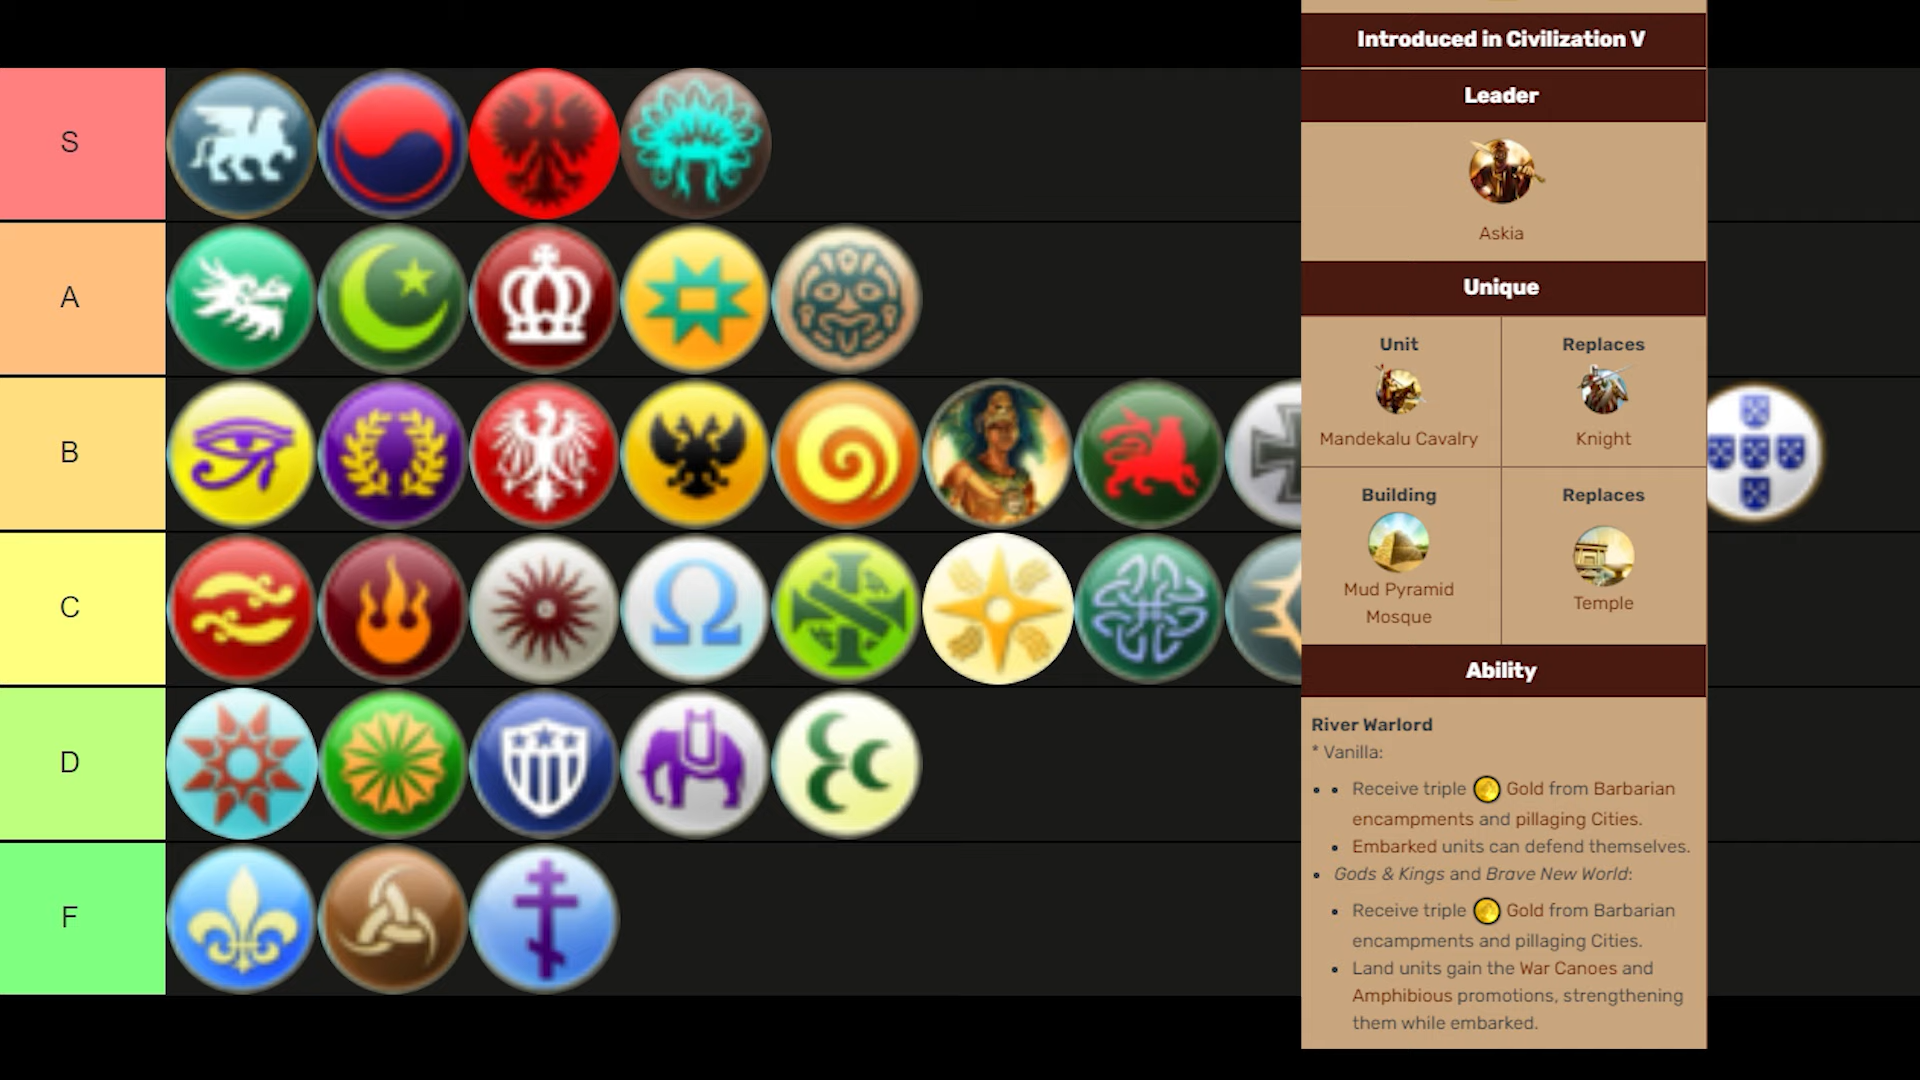 S
A
B
C
D
F
Introduced in Civilization V
Leader
Askia
Unique
Unit
Replaces
Mandekalu Cavalry
Knight
Building
Replaces
Mud Pyramid
Mosque
Temple
Ability
River Warlord
* Vanilla:
Receive triple Gold from Barbarian
encampments and pillaging Cities.
Embarked units can defend themselves.
Gods & Kings and Brave New World:
Receive triple Gold from Barbarian
encampments and pillaging Cities.
Land units gain the War Canoes and
Amphibious promotions, strengthening
them while embarked.